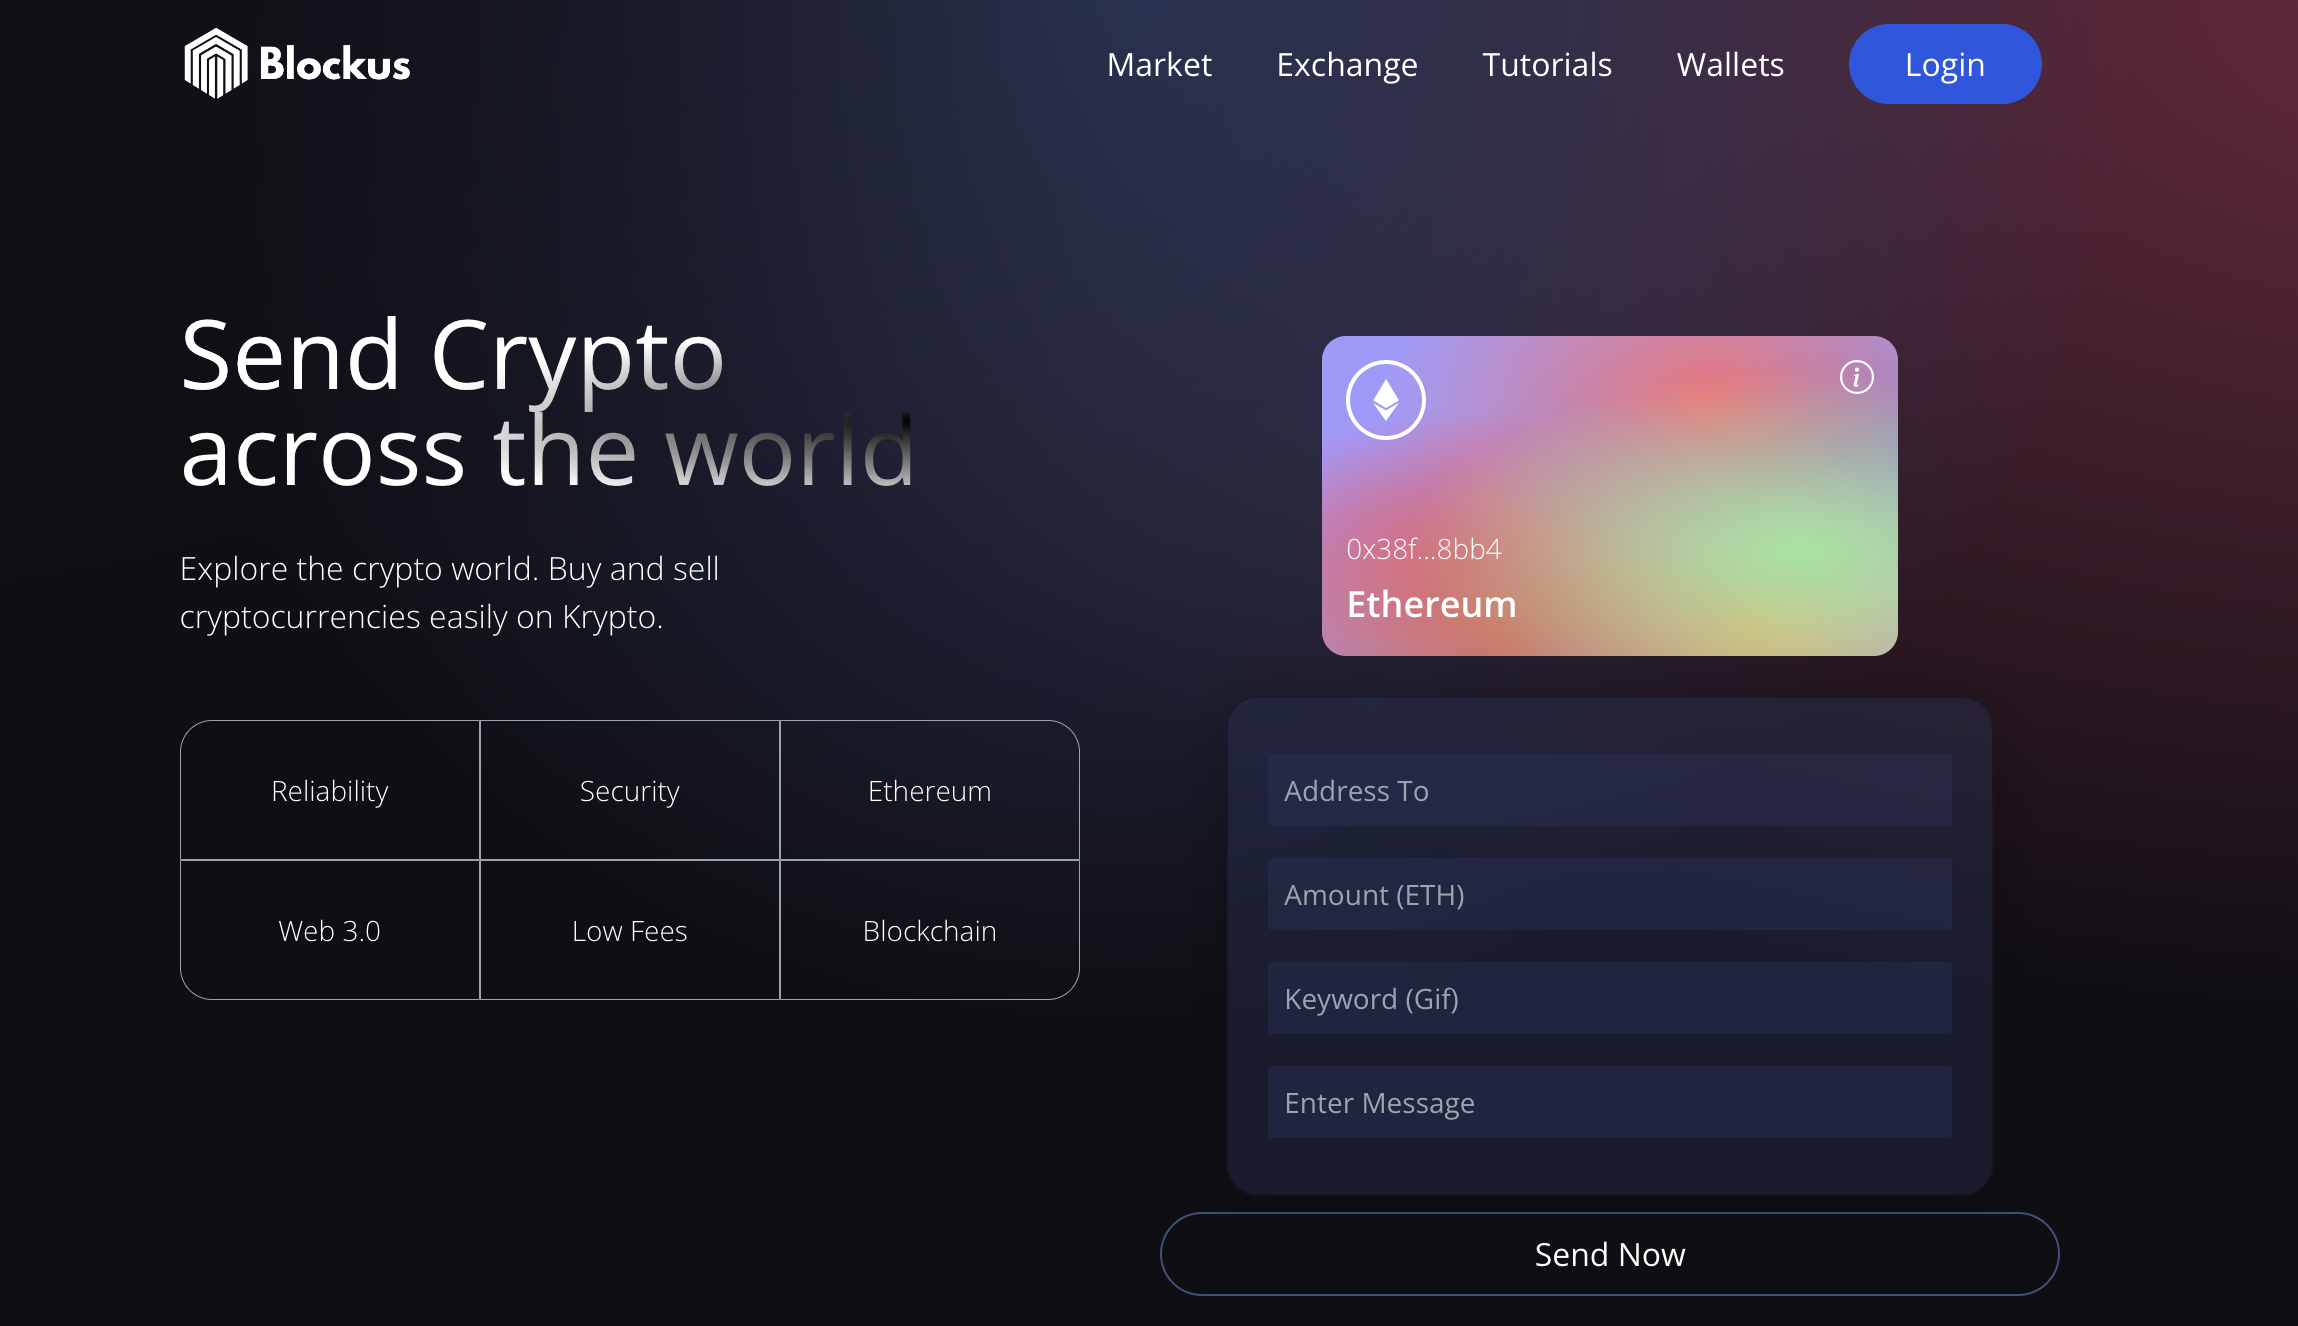 Blockus
Market
Exchange
Tutorials
Wallets
Login
Send Crypto
across the world
Explore the crypto world. Buy and sell
cryptocurrencies easily on Krypto.
Reliability
Security
Ethereum
Web 3.0
Low Fees
Blockchain
i
0x38f...8bb4
Ethereum
Address To
Amount (ETH)
Keyword (Gif)
Enter Message
Send Now